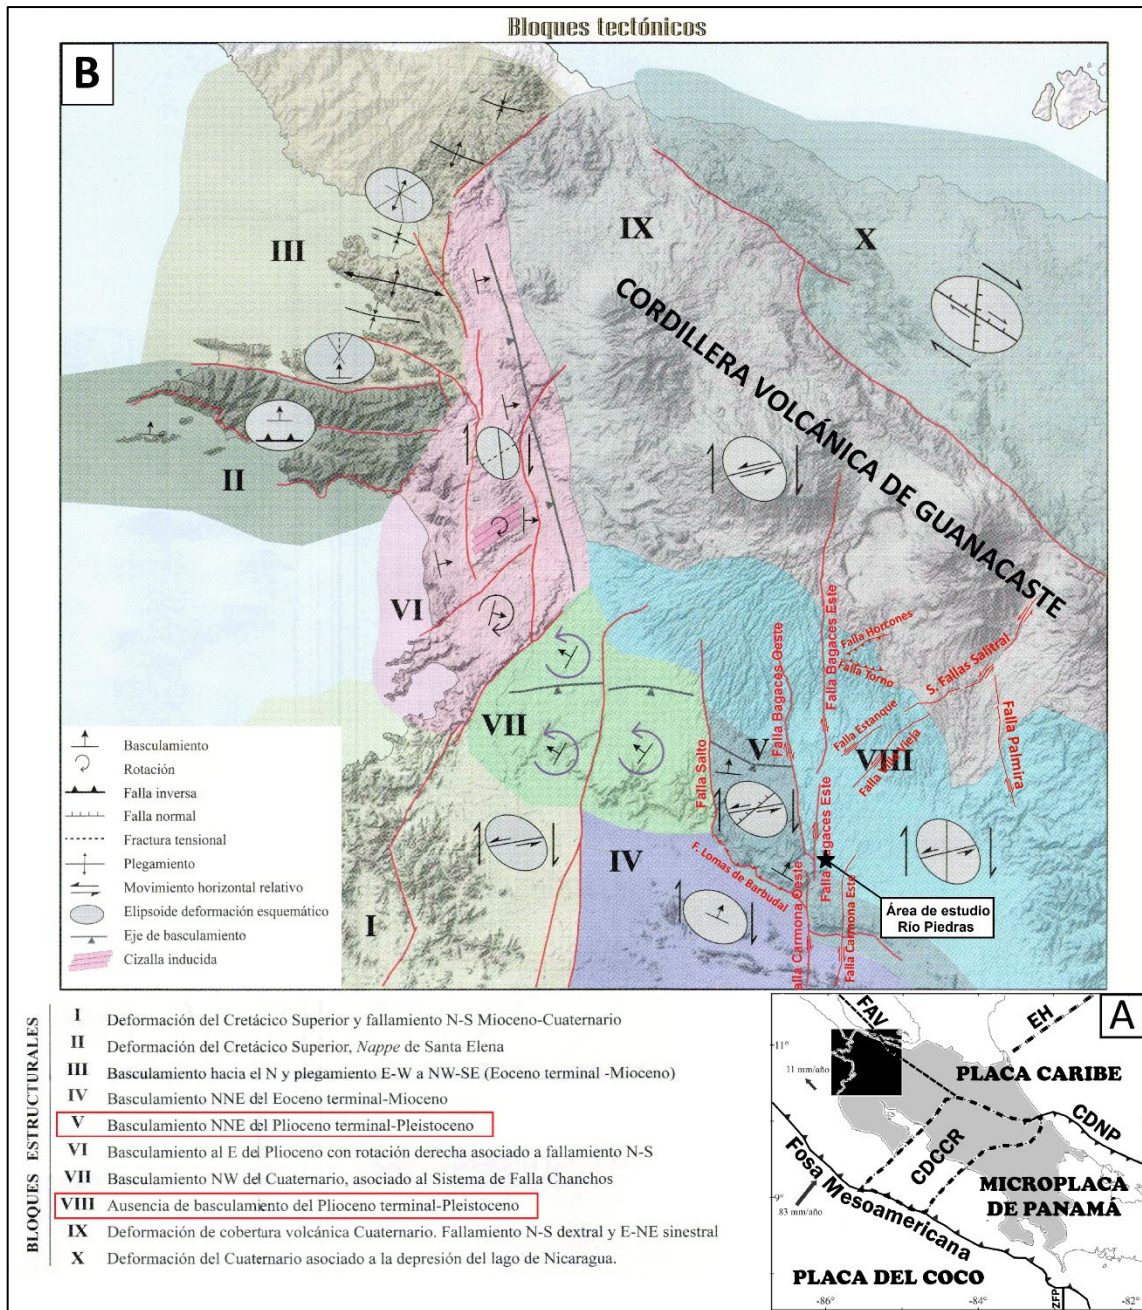 Bloques tectónicos
B
III
IX
X
CORDILLERA VOLCÁNICA DE GUANACASTE
II
VI
Falla Horcones
Falla Torno
S. Fallas Salitral
Falla Bagaces Este
Falla Bagaces Oeste
Falla Estanque
VII
V
VIII
Falla Salto
Falla Palmira
Falla Bagaces Este
F. Lomas de Barbudal
IV
I
Falla Carmona Oeste
Falla Carmona Este
Área de estudio
Río Piedras
Basculamiento
Rotación
Falla inversa
Falla normal
Fractura tensional
Plegamiento
Movimiento horizontal relativo
Elipsoide deformación esquemático
Eje de basculamiento
Cizalla inducida
BLOQUES ESTRUCTURALES
I Deformación del Cretácico Superior y fallamiento N-S Mioceno-Cuaternario
II Deformación del Cretácico Superior, Nappe de Santa Elena
III Basculamiento hacia el N y plegamiento E-W a NW-SE (Eoceno terminal -Mioceno)
IV Basculamiento NNE del Eoceno terminal-Mioceno
V Basculamiento NNE del Plioceno terminal-Pleistoceno
VI Basculamiento al E del Plioceno con rotación derecha asociado a fallamiento N-S
VII Basculamiento NW del Cuaternario, asociado al Sistema de Falla Chanchos
VIII Ausencia de basculamiento del Plioceno terminal-Pleistoceno
IX Deformación de cobertura volcánica Cuaternario. Fallamiento N-S dextral y E-NE sinestral
X Deformación del Cuaternario asociado a la depresión del lago de Nicaragua.
A
FAV
EH
11°
11 mm/año
PLACA CARIBE
CDNP
CDCCR
Fosa Mesoamericana
MICROPLACA
DE PANAMÁ
9°
83 mm/año
PLACA DEL COCO
ZFP
-86°
-84°
-82°